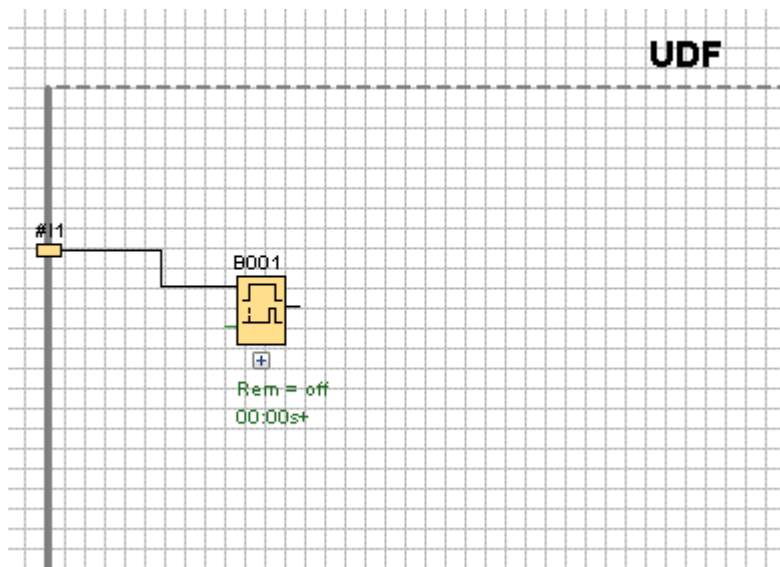 UDF
#I1
B001
Rem = off
00:00s+